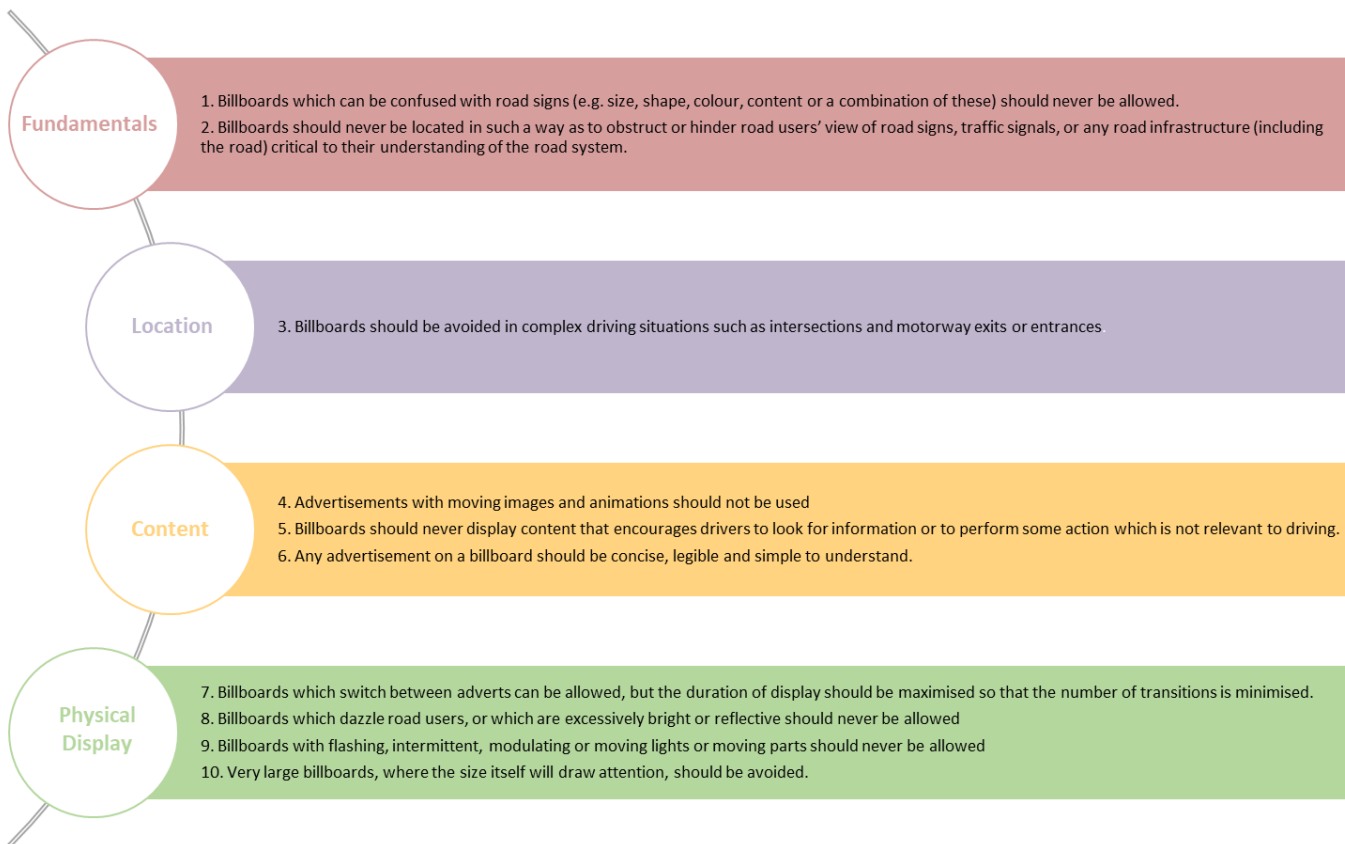 Fundamentals
1. Billboards which can be confused with road signs (e.g. size, shape, colour, content or a combination of these) should never be allowed.
2. Billboards should never be located in such a way as to obstruct or hinder road users’ view of road signs, traffic signals, or any road infrastructure (including
the road) critical to their understanding of the road system.
Location
3. Billboards should be avoided in complex driving situations such as intersections and motorway exits or entrances
Content
4. Advertisements with moving images and animations should not be used
5. Billboards should never display content that encourages drivers to look for information or to perform some action which is not relevant to driving.
6. Any advertisement on a billboard should be concise, legible and simple to understand.
Physical
Display
7. Billboards which switch between adverts can be allowed, but the duration of display should be maximised so that the number of transitions is minimised.
8. Billboards which dazzle road users, or which are excessively bright or reflective should never be allowed
9. Billboards with flashing, intermittent, modulating or moving lights or moving parts should never be allowed
10. Very large billboards, where the size itself will draw attention, should be avoided.